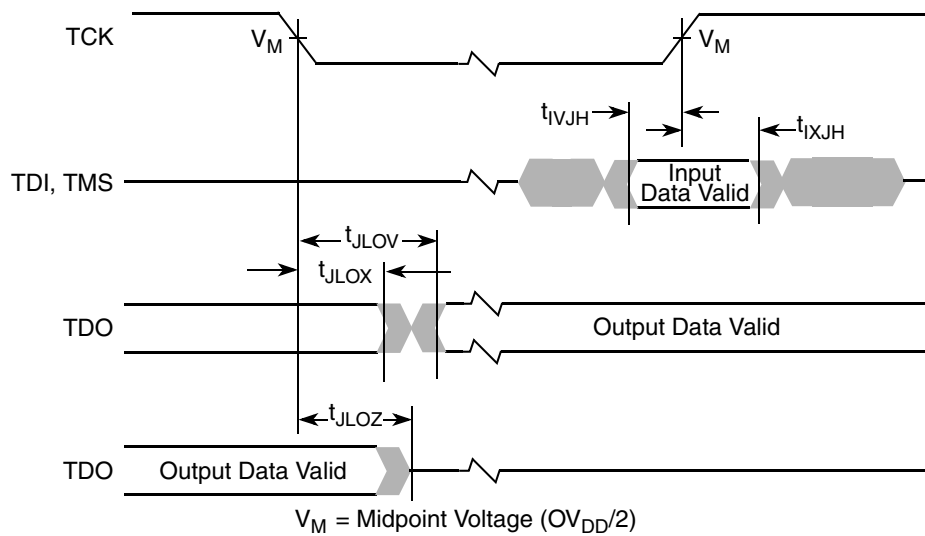 TCK
V_M
V_M
t_IVJH
t_IXJH
TDI, TMS
Input
Data Valid
t_JLOV
t_JLOX
TDO
Output Data Valid
t_JLOZ
TDO
Output Data Valid
V_M = Midpoint Voltage (OV_DD/2)